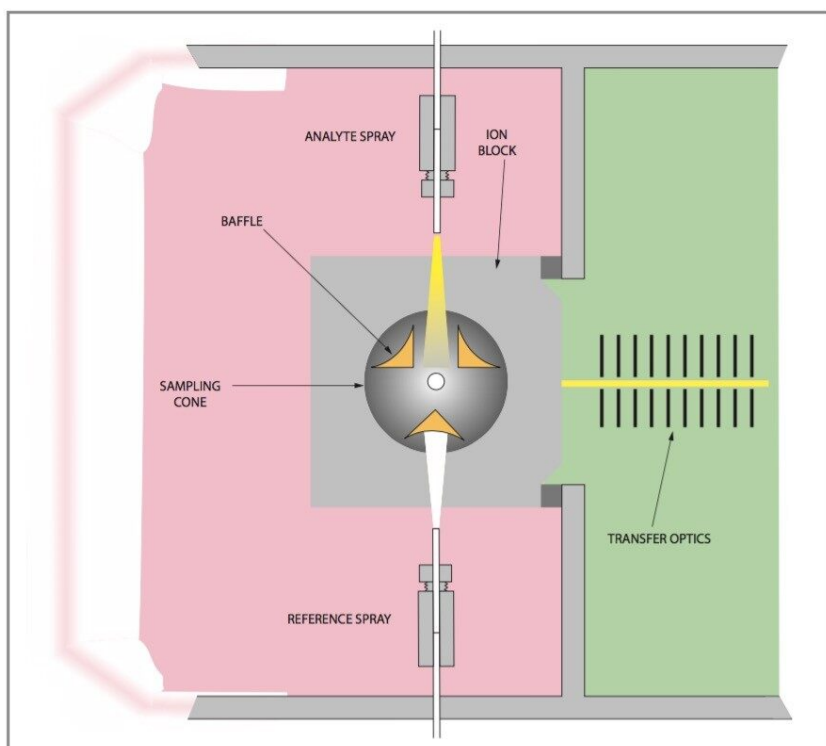 ANALYTE SPRAY
ION
BLOCK
BAFFLE
SAMPLING
CONE
TRANSFER OPTICS
REFERENCE SPRAY